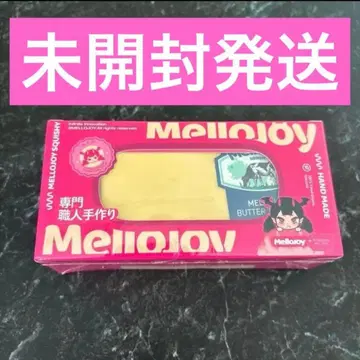 未開封発送
MelloJoy
MELLOJOY SQUISHY
HAND MADE
専門
職人手作り
MEL
BUTTER
MelloJoy
MelloJoy